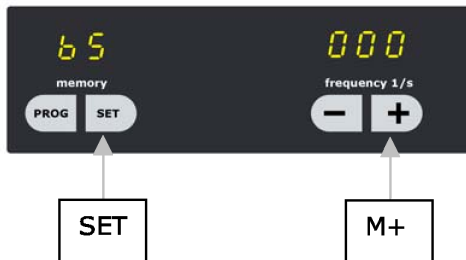 b5 000
memory frequency 1/s
PROG SET − +
SET M+